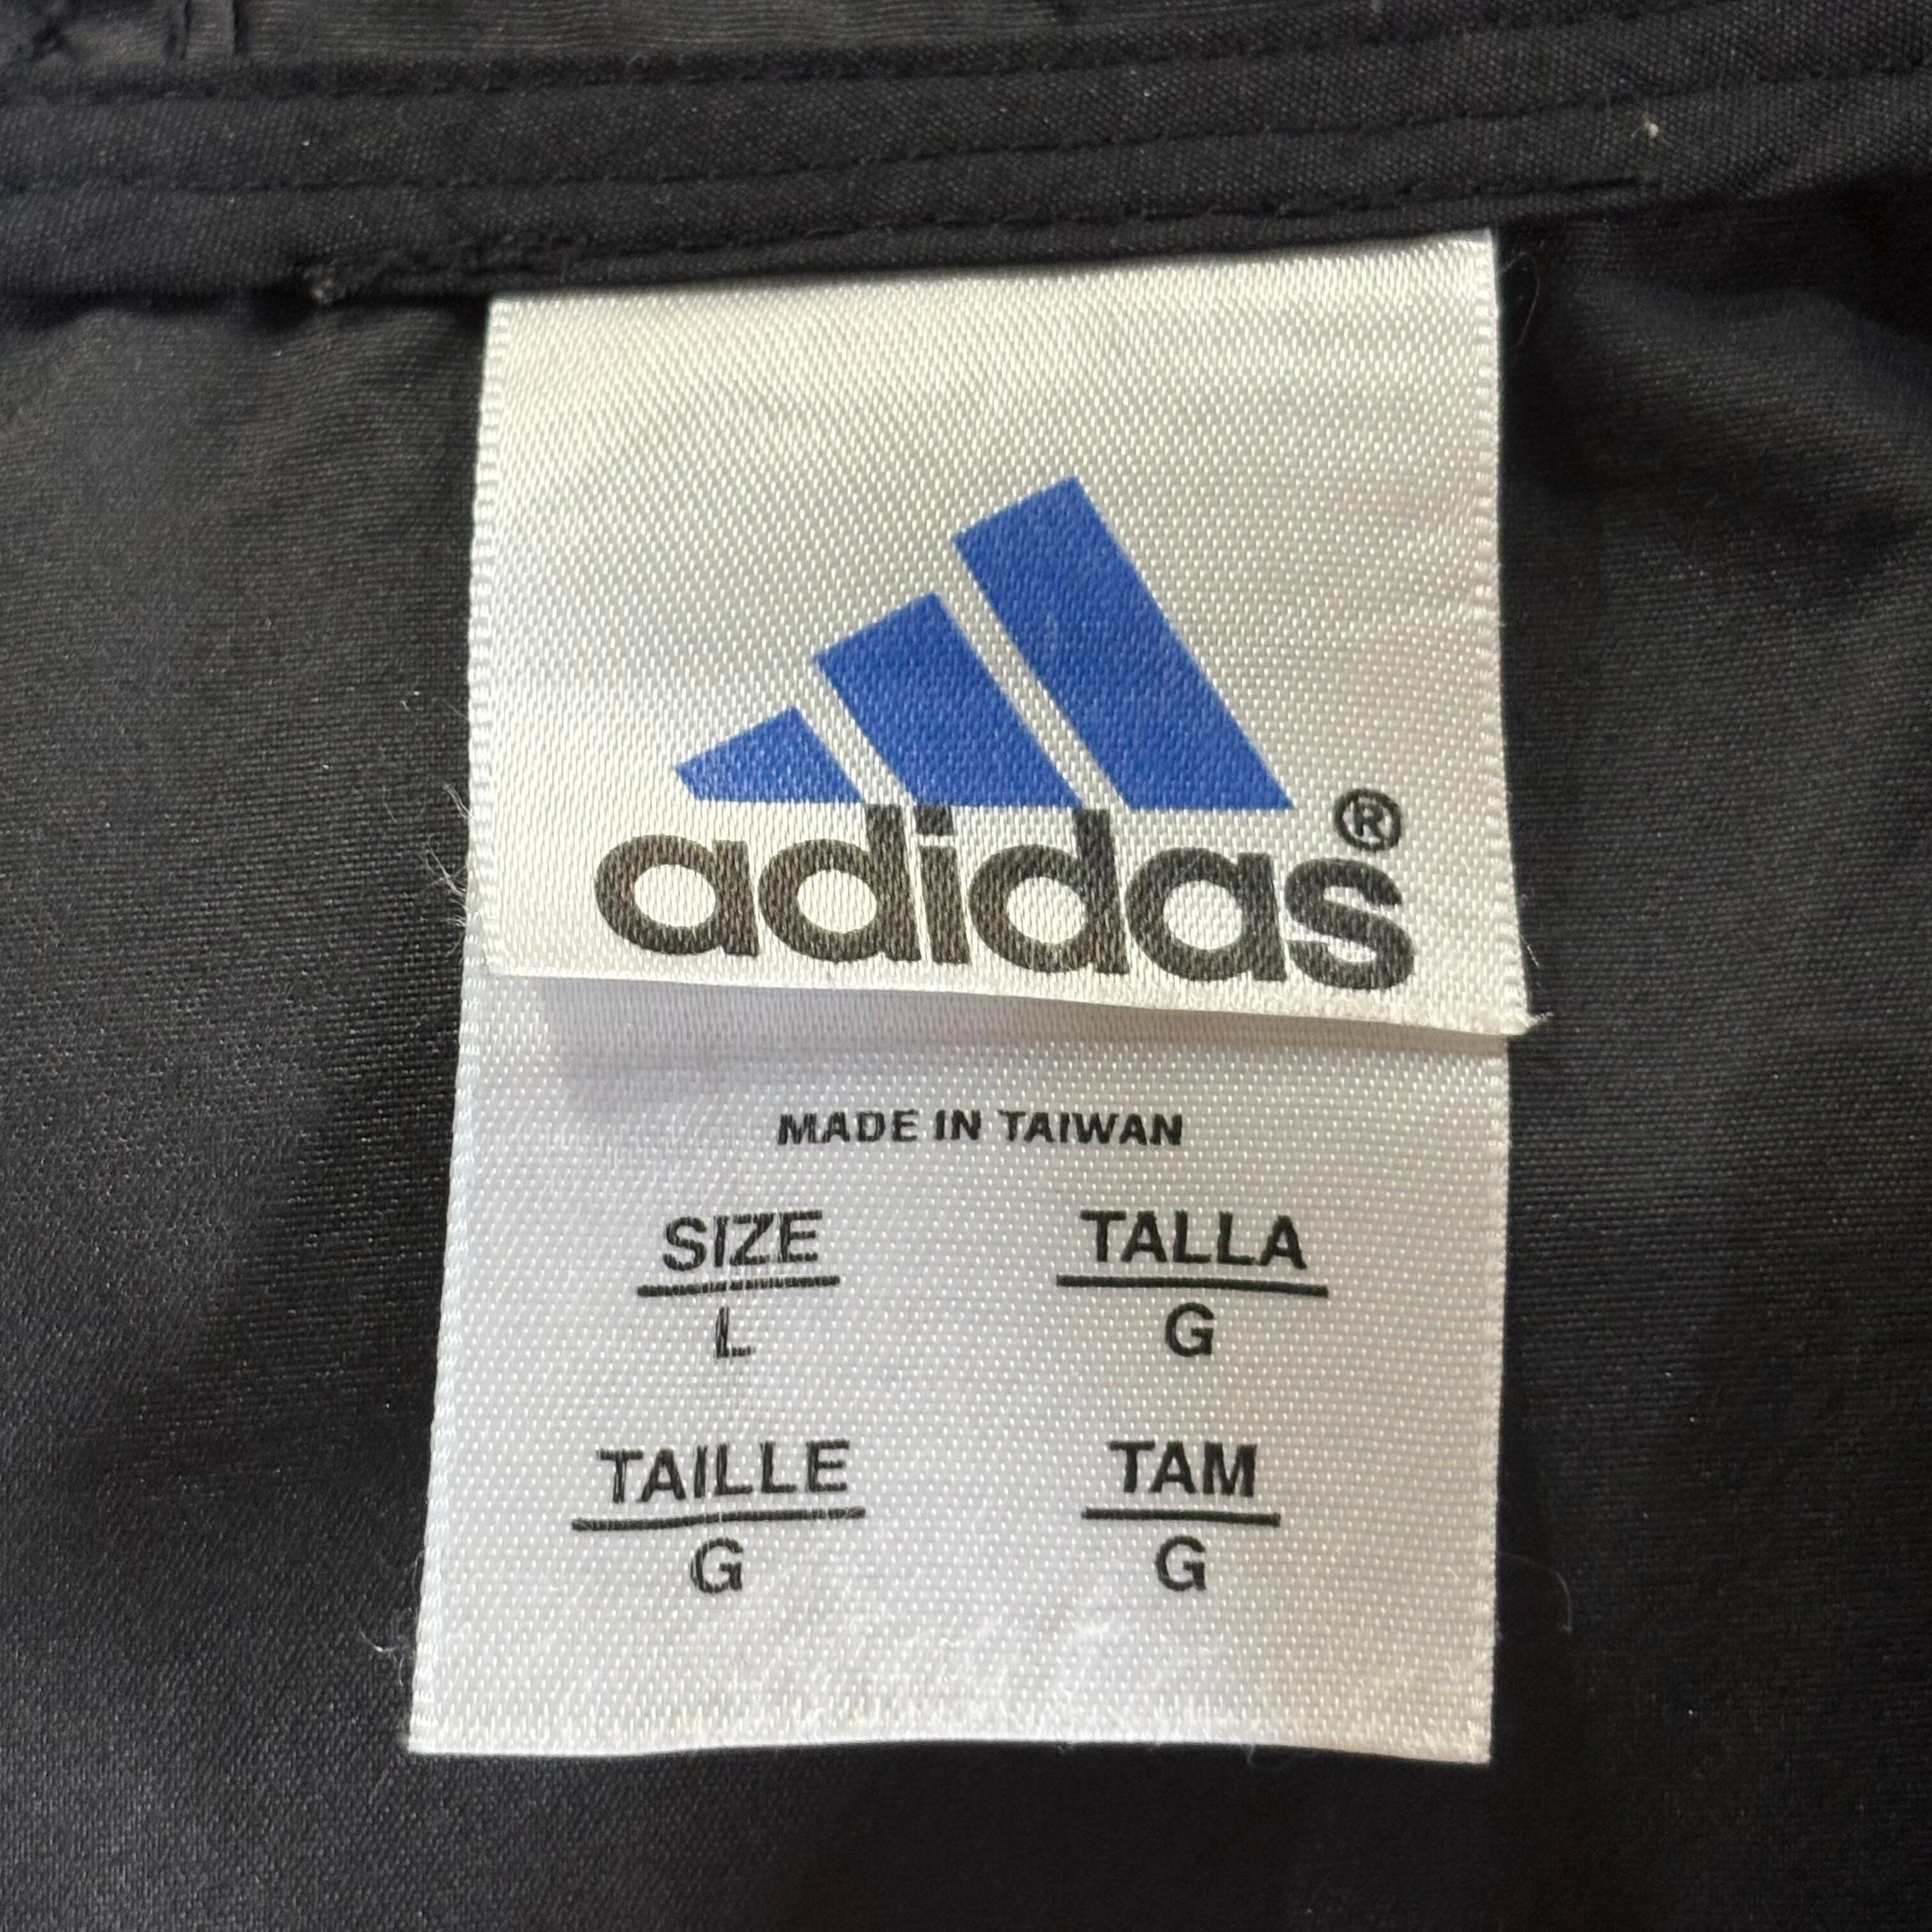 adidas®
MADE IN TAIWAN
SIZE TALLA
L G
TAILLE TAM
G G